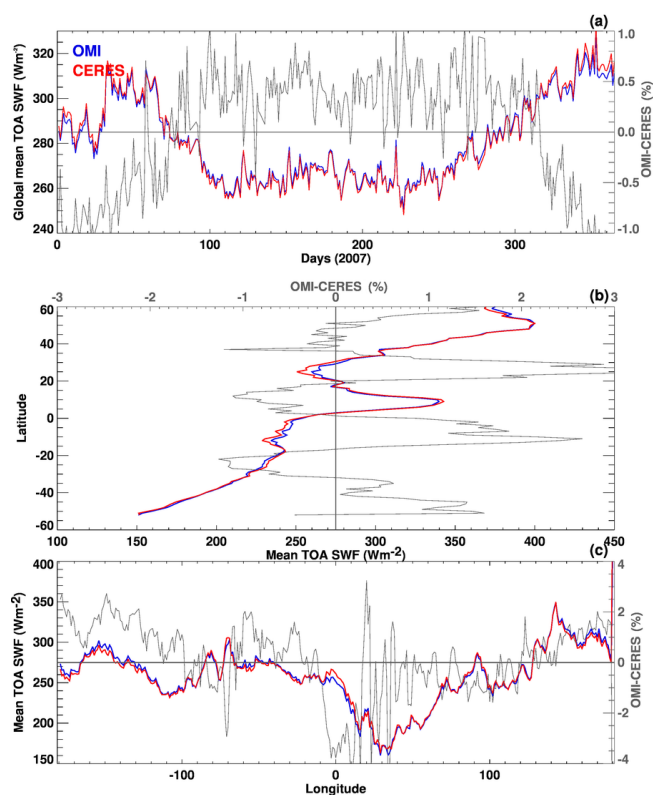 (a)
OMI
CERES
Global mean TOA SWF (Wm⁻²)
320
300
280
260
240
1.0
0.5
0.0
-0.5
-1.0
OMI-CERES (%)
0 100 200 300
Days (2007)
OMI-CERES (%)
-3 -2 -1 0 1 2 3
(b)
Latitude
60
40
20
0
-20
-40
-60
100 150 200 250 300 350 400 450
Mean TOA SWF (Wm-2)
(c)
Mean TOA SWF (Wm-2)
400
350
300
250
200
150
4
2
0
-2
-4
OMI-CERES (%)
-100 0 100
Longitude